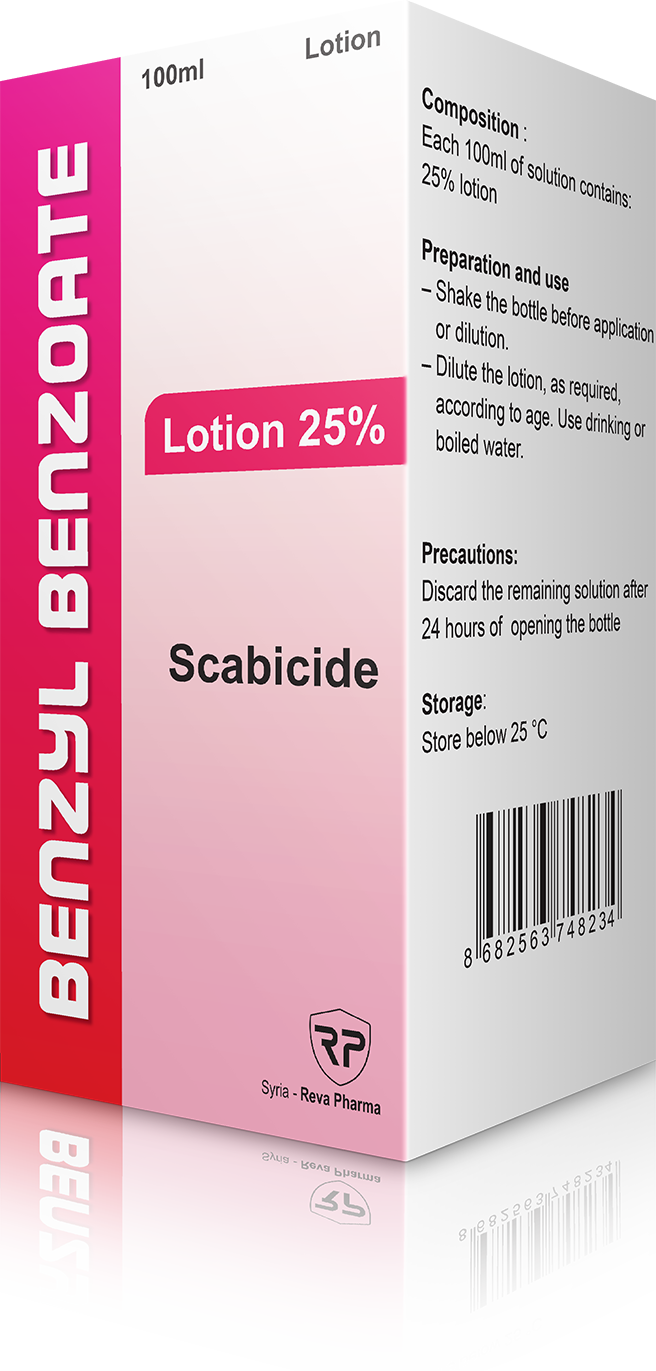 BENZYL BENZOATE
100ml
Lotion
Lotion 25%
Scabicide
RP
Syria - Reva Pharma
Composition :
Each 100ml of solution contains:
25% lotion
Preparation and use
– Shake the bottle before application
or dilution.
– Dilute the lotion, as required,
according to age. Use drinking or
boiled water.
Precautions:
Discard the remaining solution after
24 hours of opening the bottle
Storage:
Store below 25 °C
8 682563 748234